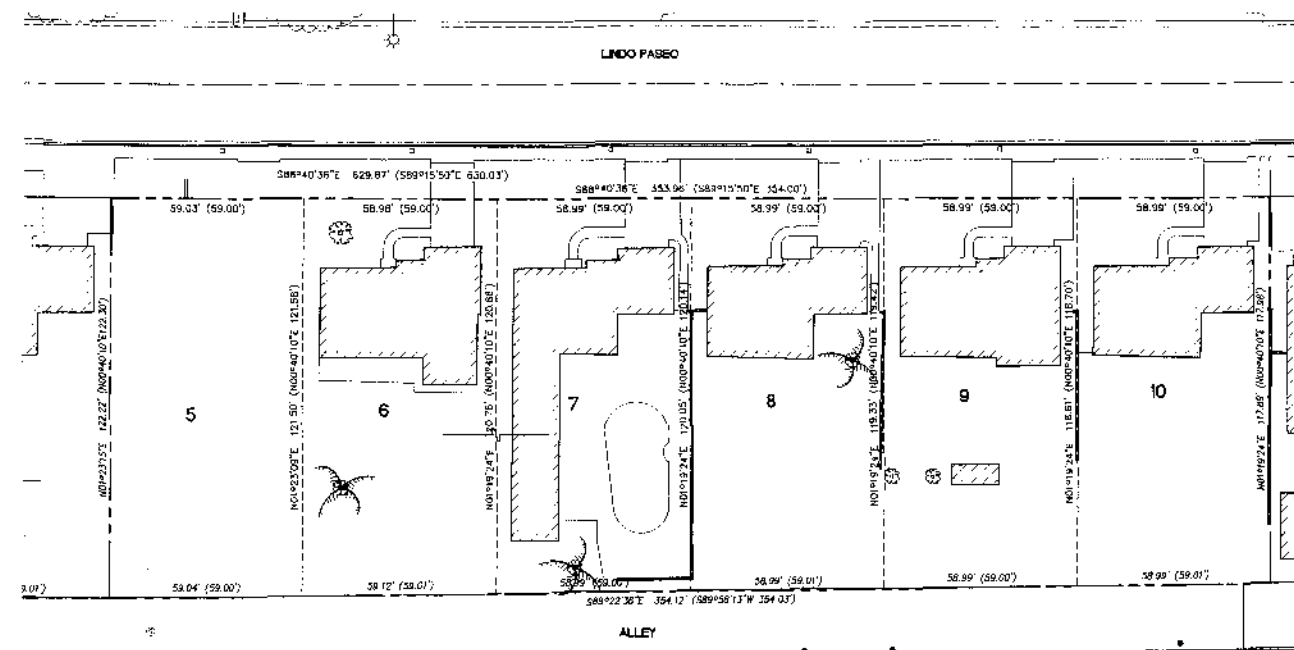 LINDO PASEO
S88°40'36"E 629.87' (S89°15'50"E 630.03')
S88°40'36"E 353.96' (S89°15'50"E 354.00')
59.03' (59.00')
58.98' (59.00')
58.99' (59.00')
58.99' (59.00')
58.99' (59.00')
58.99' (59.00')
N01°23'15"E 122.22' (N00°40'10"E 122.30')
N01°23'09"E 121.50' (N00°40'10"E 121.58')
N01°19'24"E 120.76' (N00°40'10"E 120.86')
N01°19'24"E 120.05' (N00°40'10"E 120.14')
N01°19'24"E 119.33' (N00°40'10"E 119.42')
N01°19'24"E 118.61' (N00°40'10"E 118.70')
N01°19'24"E 117.89' (N00°40'10"E 117.98')
5
6
7
8
9
10
59.04' (59.00')
59.12' (59.01')
58.99' (59.00')
58.99' (59.01')
58.99' (59.00')
58.99' (59.01')
S89°22'36"E 354.12' (S89°56'13"W 354.03')
ALLEY